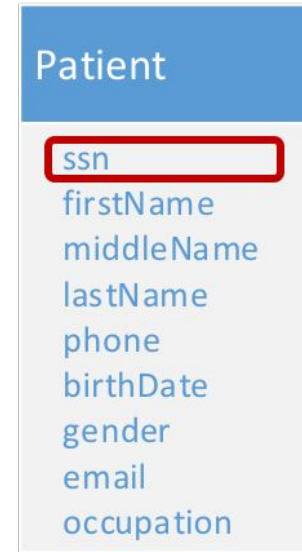 Patient
ssn
firstName
middleName
lastName
phone
birthDate
gender
email
occupation